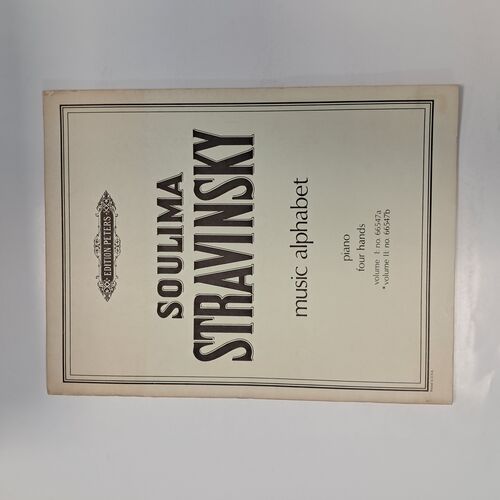 EDITION PETERS
SOULIMA
STRAVINSKY
music alphabet
piano
four hands
volume I: no. 66547a
* volume II: no. 66547b